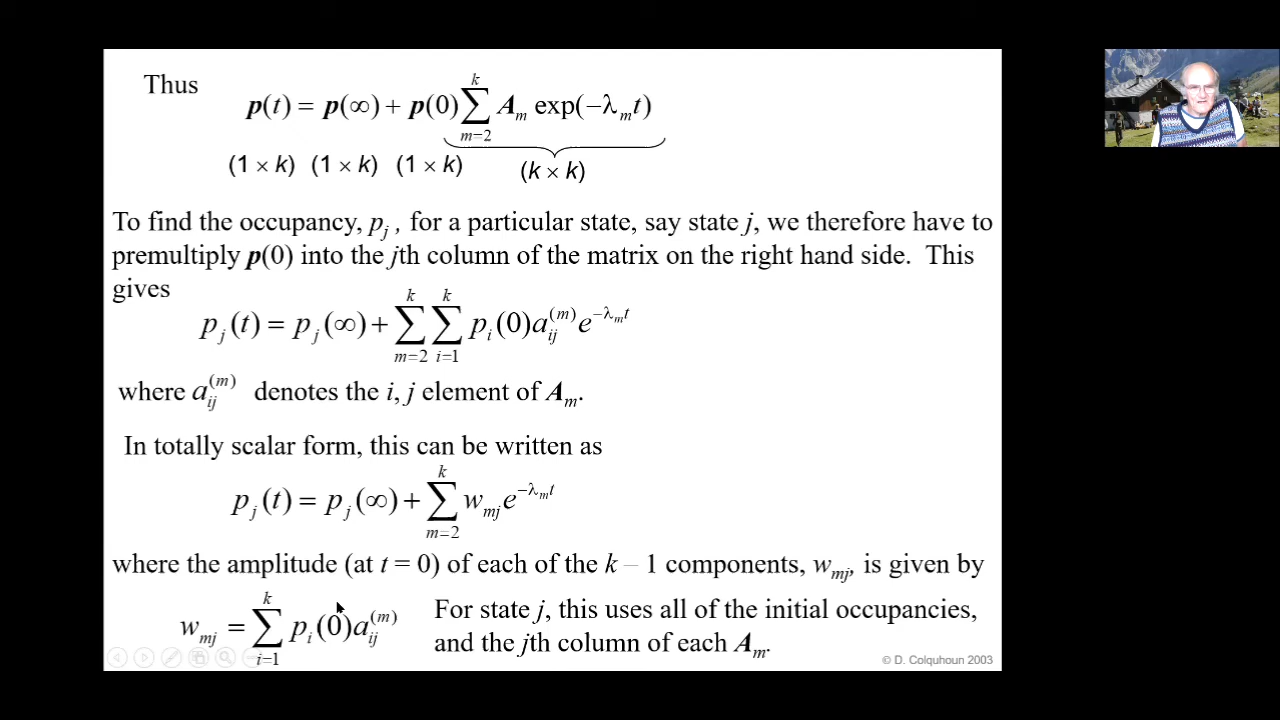 Thus
p(t) = p(∞) + p(0) ∑_{m=2}^{k} A_m exp(−λ_m t)
(1 × k) (1 × k) (1 × k) (k × k)
To find the occupancy, p_j , for a particular state, say state j, we therefore have to
premultiply p(0) into the jth column of the matrix on the right hand side. This
gives
p_j(t) = p_j(∞) + ∑_{m=2}^{k} ∑_{i=1}^{k} p_i(0) a_{ij}^{(m)} e^{−λ_m t}
where a_{ij}^{(m)} denotes the i, j element of A_m.
In totally scalar form, this can be written as
p_j(t) = p_j(∞) + ∑_{m=2}^{k} w_{mj} e^{−λ_m t}
where the amplitude (at t = 0) of each of the k – 1 components, w_{mj}, is given by
w_{mj} = ∑_{i=1}^{k} p_i(0) a_{ij}^{(m)}
For state j, this uses all of the initial occupancies,
and the jth column of each A_m.
© D. Colquhoun 2003